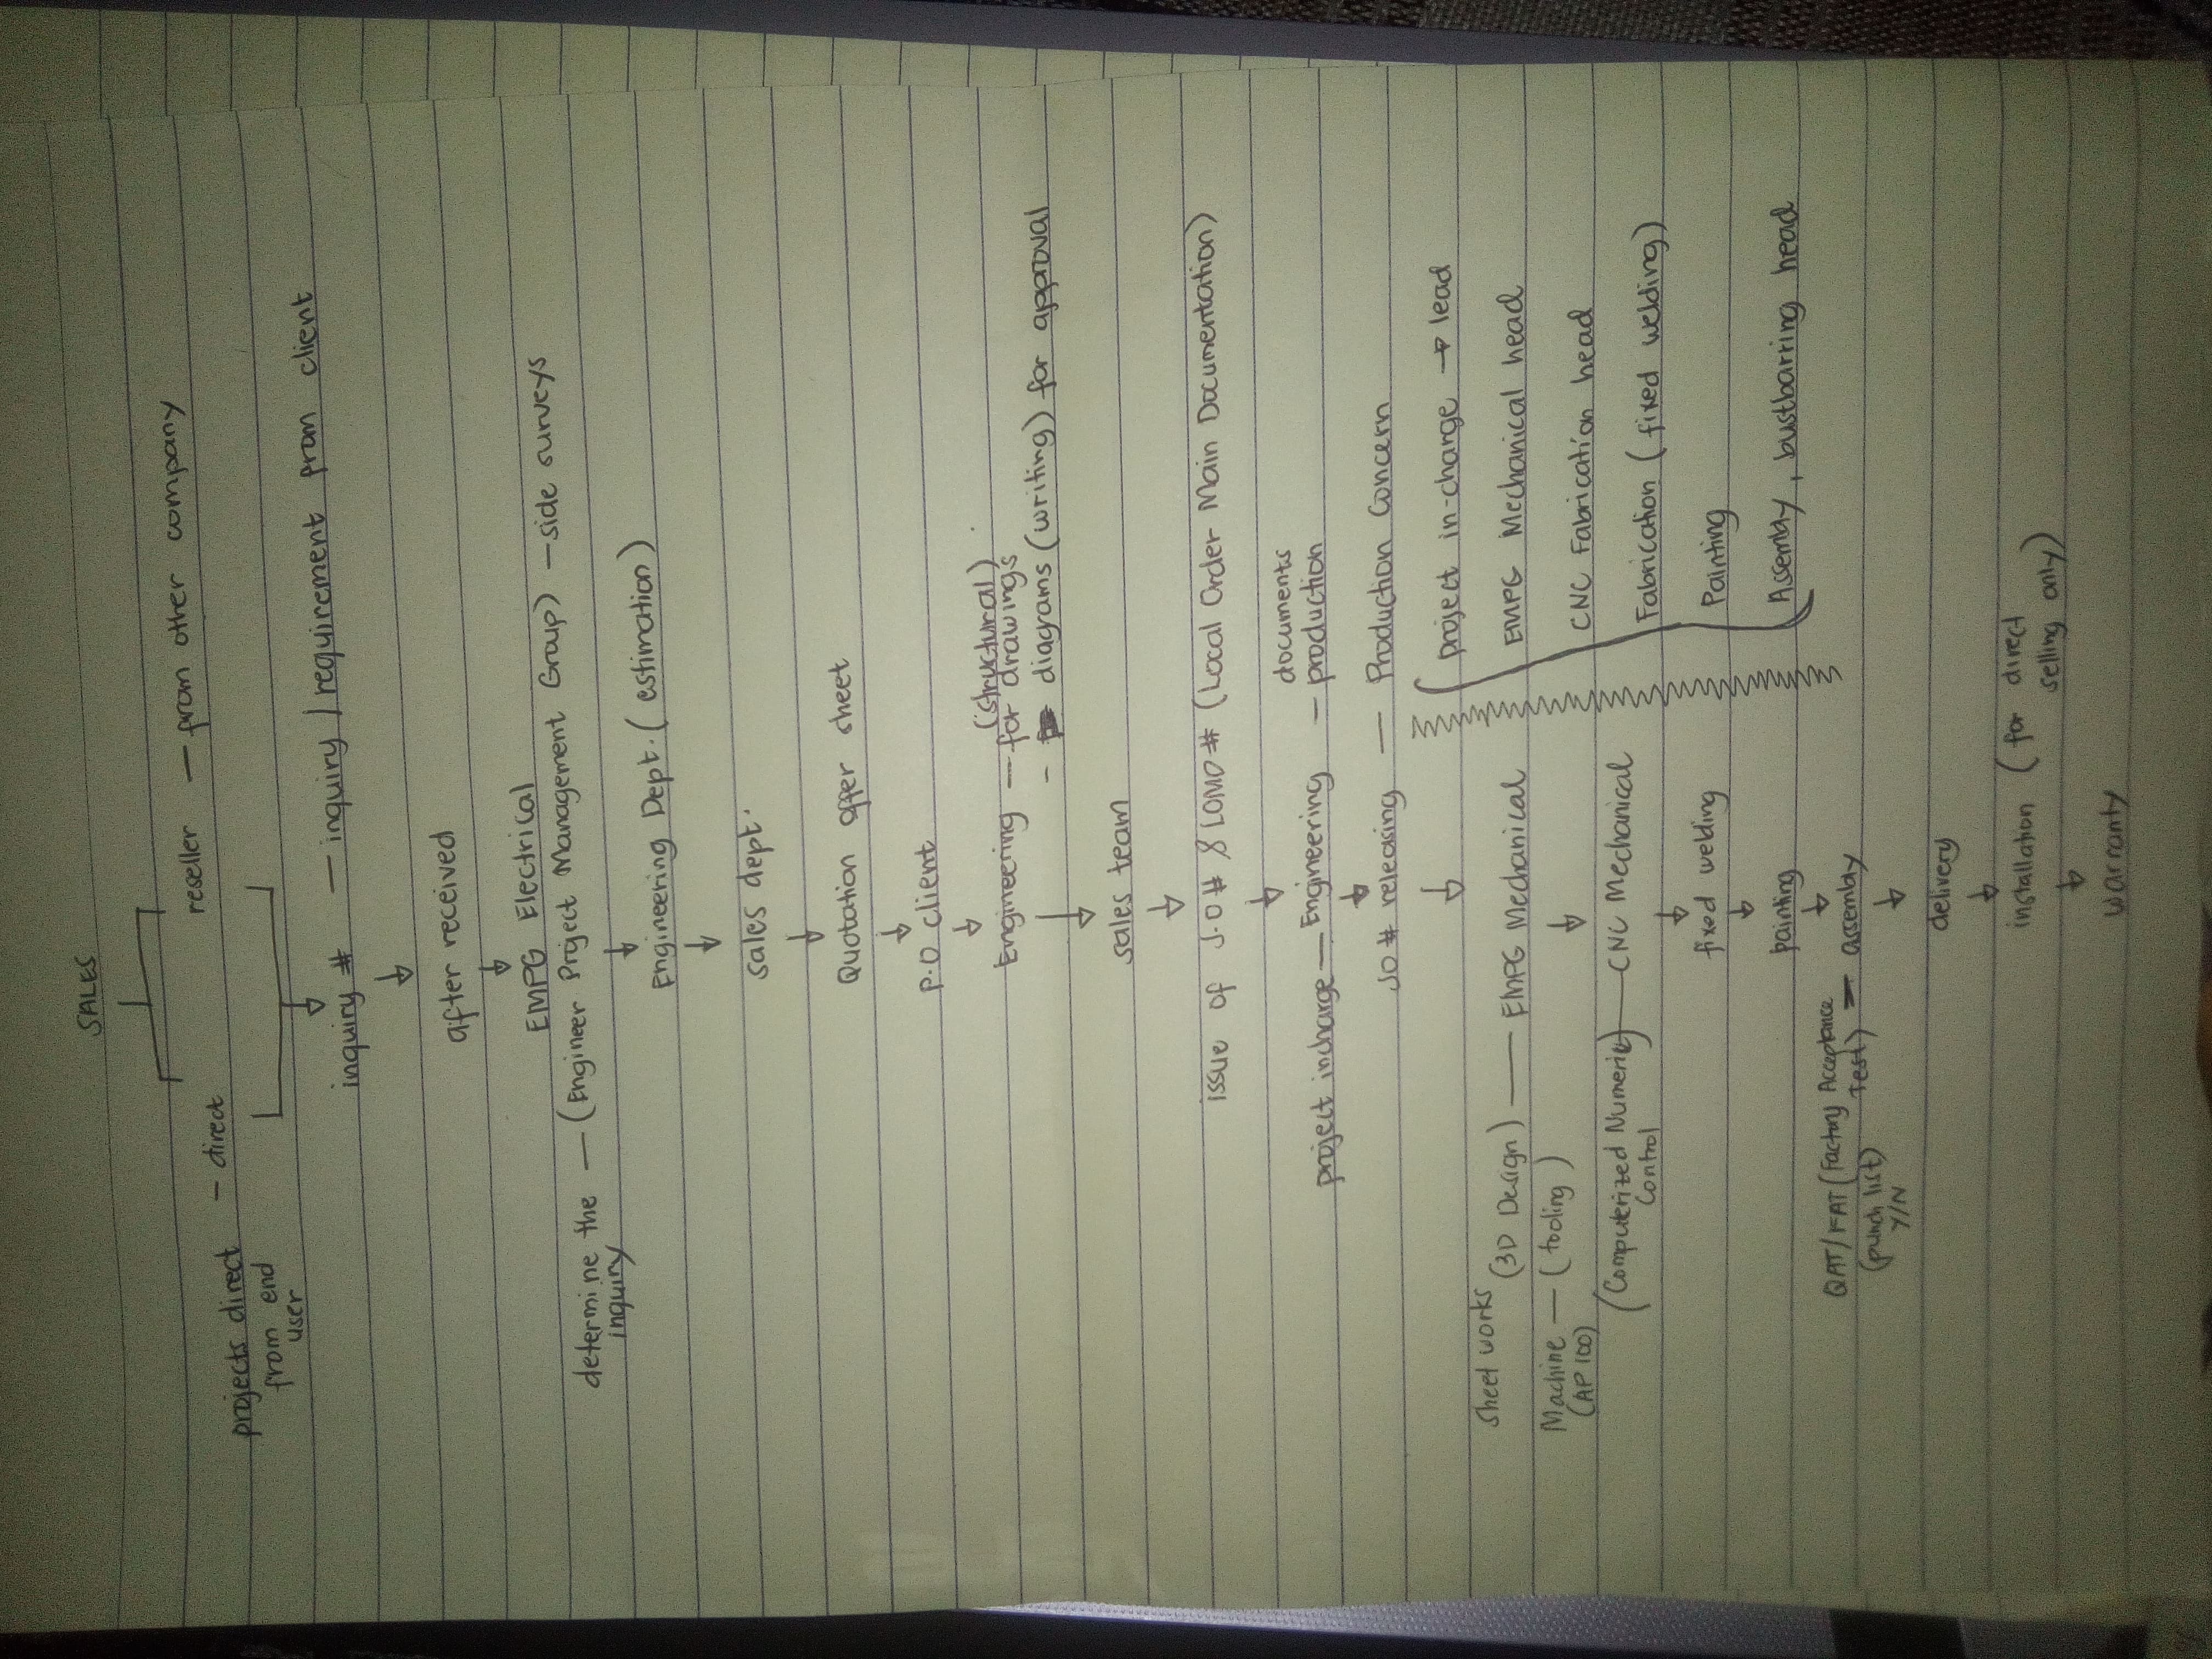 SALES
reseller — from other company
projects direct — direct
from end
user
inquiry # — inquiry / requirement from client
after received
EMPG Electrical
determine the — (Engineer Project Management Group) — side surveys
inquiry
Engineering Dept. (estimation)
sales dept.
Quotation offer sheet
P.O client
(structural)
Engineering — for drawings
- diagrams (writing) for approval
sales team
issue of J.O # & LOMD # (Local Order Main Documentation)
documents
project incharge — Engineering — production
JO # releasing — Production Concern
project in-charge → lead
Sheet works
(3D Design) — EMPG Mechanical
EMPG Mechanical head
Machine — (tooling)
(AP 100)
CNC Fabrication head
(Computerized Numeric) — CNC Mechanical
Control
Fabrication (fixed welding)
fixed welding
Painting
painting
Assembly, bustbarring head
QAT/FAT (Factory Acceptance
Test) — assembly
(punch list)
Y/N
delivery
installation (for direct
selling only)
warranty